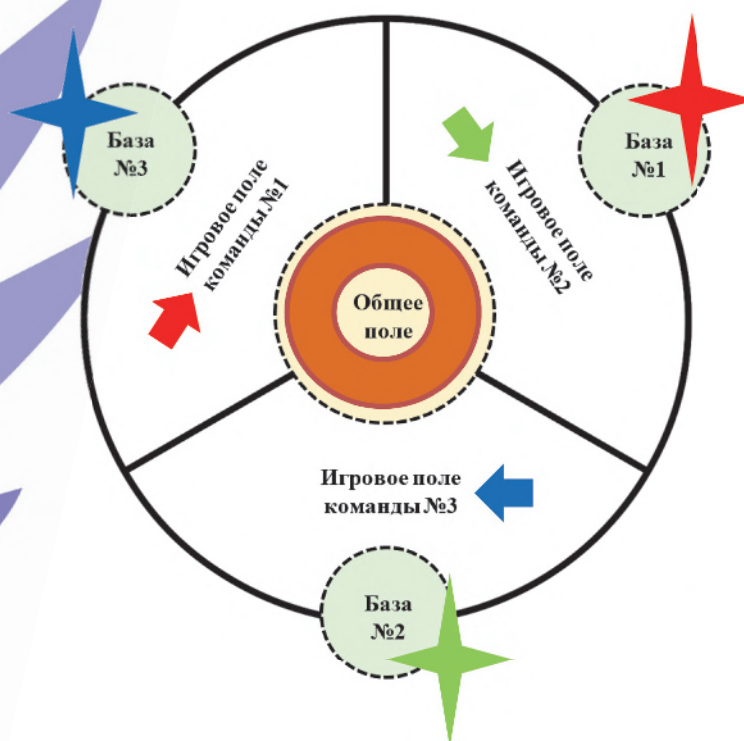 База
№3
База
№1
Игровое поле
команды №1
Игровое поле
команды №2
Общее
поле
Игровое поле
команды №3
База
№2